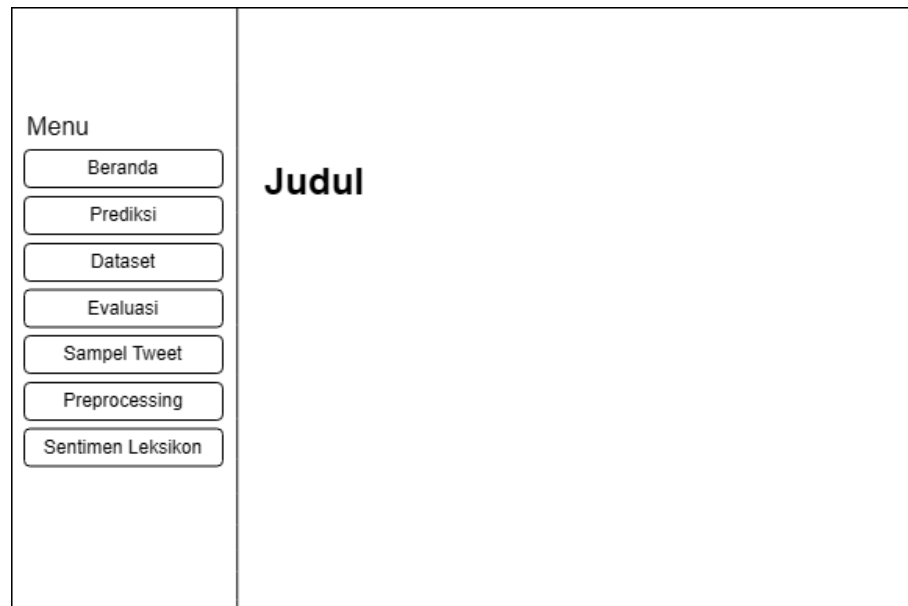 Menu
Beranda
Prediksi
Dataset
Evaluasi
Sampel Tweet
Preprocessing
Sentimen Leksikon
Judul